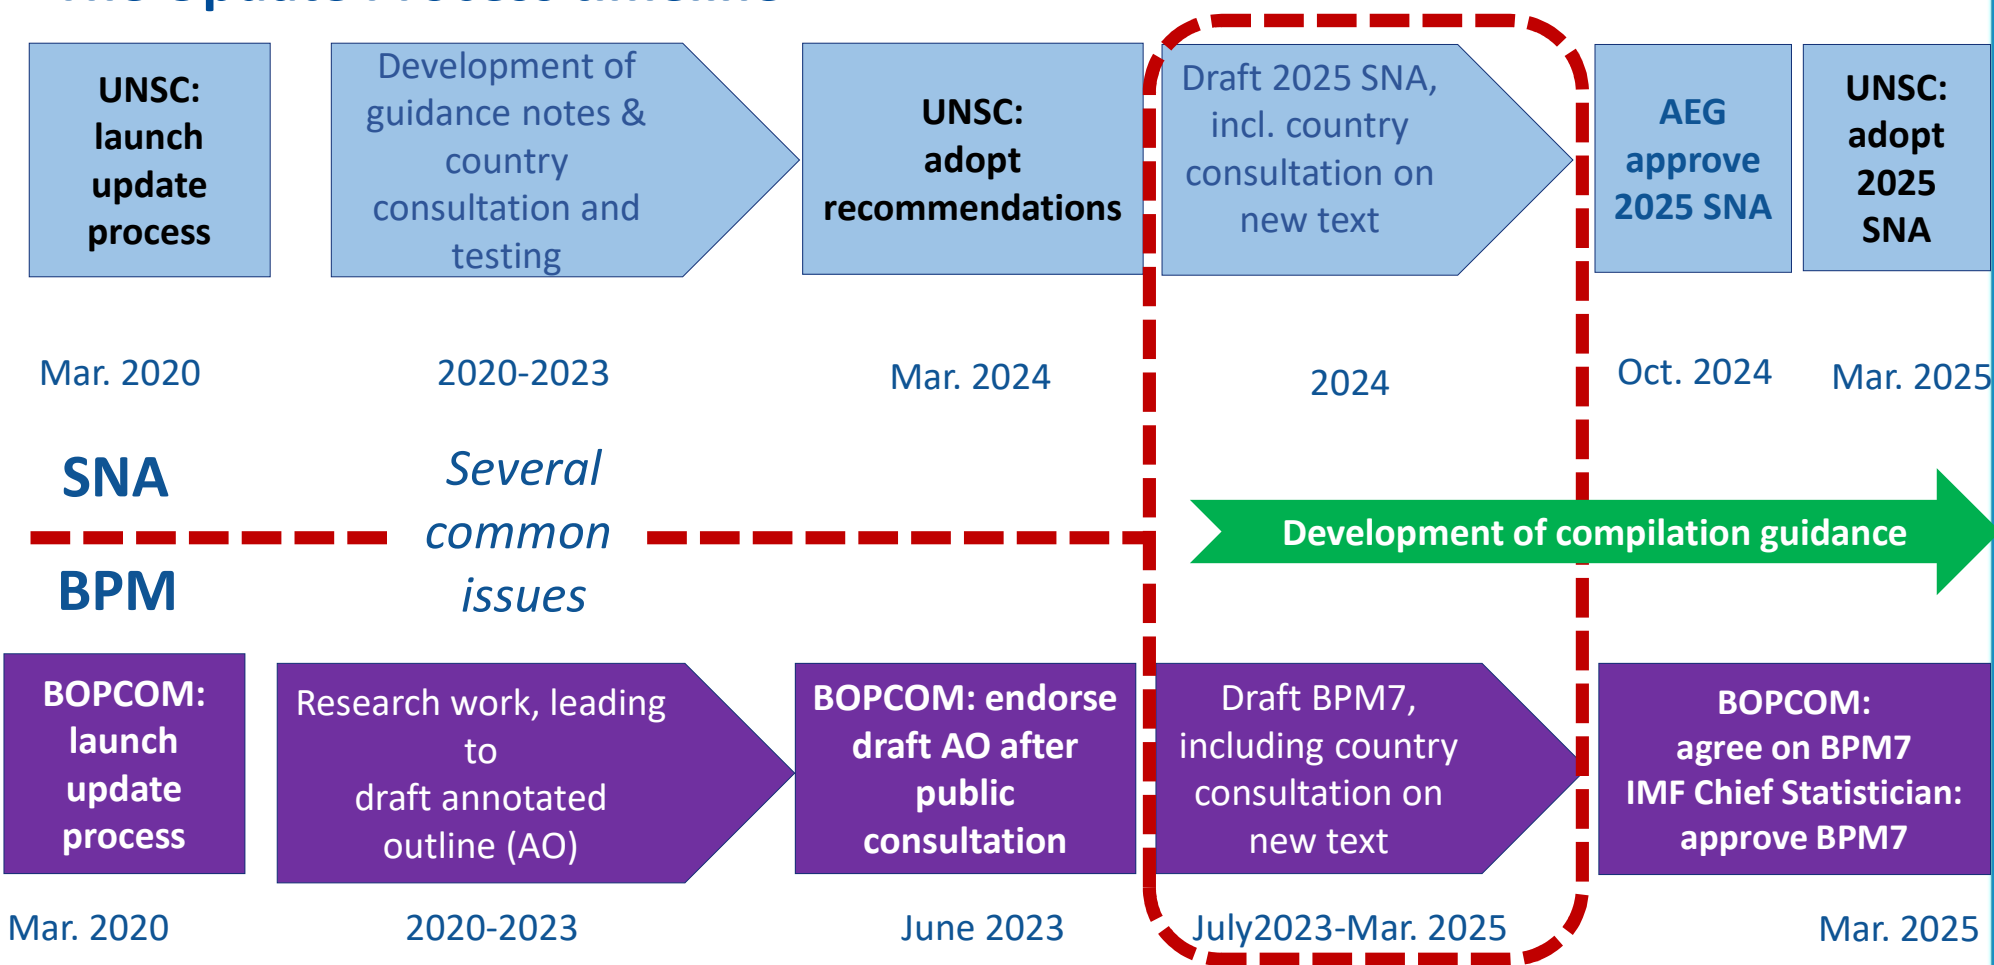 The Update Process timeline
UNSC:
launch
update
process
Development of
guidance notes &
country
consultation and
testing
UNSC:
adopt
recommendations
Draft 2025 SNA,
incl. country
consultation on
new text
AEG
approve
2025 SNA
UNSC:
adopt
2025
SNA
Mar. 2020
2020-2023
Mar. 2024
2024
Oct. 2024
Mar. 2025
SNA
Several
common
issues
BPM
Development of compilation guidance
BOPCOM:
launch
update
process
Research work, leading
to
draft annotated
outline (AO)
BOPCOM: endorse
draft AO after
public
consultation
Draft BPM7,
including country
consultation on
new text
BOPCOM:
agree on BPM7
IMF Chief Statistician:
approve BPM7
Mar. 2020
2020-2023
June 2023
July2023-Mar. 2025
Mar. 2025